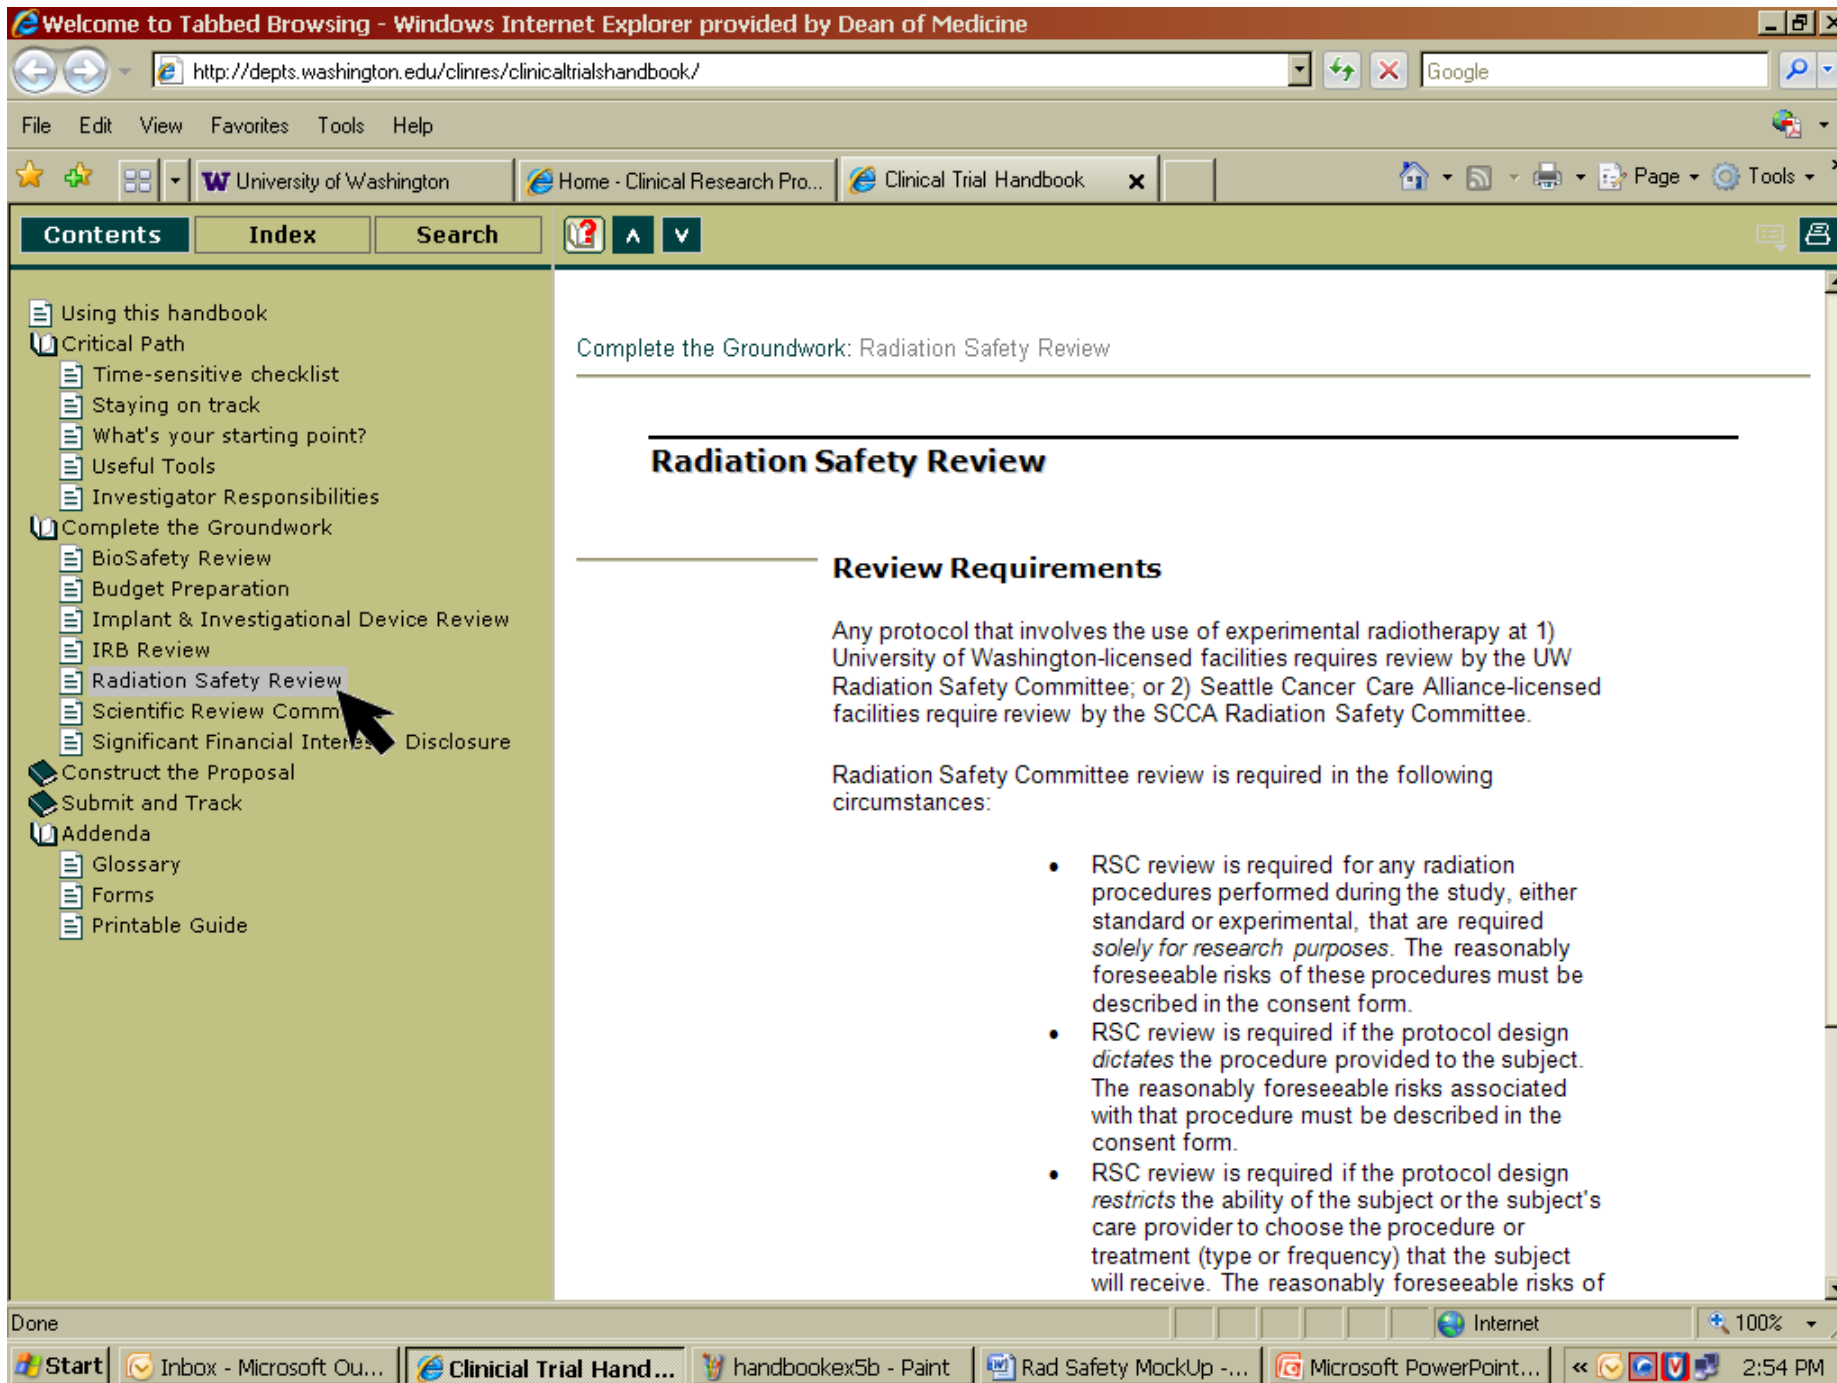 Welcome to Tabbed Browsing - Windows Internet Explorer provided by Dean of Medicine
http://depts.washington.edu/clinres/clinicaltrialshandbook/
Google
File Edit View Favorites Tools Help
University of Washington
Home - Clinical Research Pro...
Clinical Trial Handbook
Page
Tools
Contents
Index
Search
Using this handbook
Critical Path
Time-sensitive checklist
Staying on track
What's your starting point?
Useful Tools
Investigator Responsibilities
Complete the Groundwork
BioSafety Review
Budget Preparation
Implant & Investigational Device Review
IRB Review
Radiation Safety Review
Scientific Review
Significant Financial Disclosure
Construct the Proposal
Submit and Track
Addenda
Glossary
Forms
Printable Guide
Complete the Groundwork: Radiation Safety Review
Radiation Safety Review
Review Requirements
Any protocol that involves the use of experimental radiotherapy at 1)
University of Washington-licensed facilities requires review by the UW
Radiation Safety Committee; or 2) Seattle Cancer Care Alliance-licensed
facilities require review by the SCCA Radiation Safety Committee.
Radiation Safety Committee review is required in the following
circumstances:
• RSC review is required for any radiation
procedures performed during the study, either
standard or experimental, that are required
solely for research purposes. The reasonably
foreseeable risks of these procedures must be
described in the consent form.
• RSC review is required if the protocol design
dictates the procedure provided to the subject.
The reasonably foreseeable risks associated
with that procedure must be described in the
consent form.
• RSC review is required if the protocol design
restricts the ability of the subject or the subject's
care provider to choose the procedure or
treatment (type or frequency) that the subject
will receive. The reasonably foreseeable risks of
Done
Internet
100%
Start
Inbox - Microsoft Ou...
Clinicial Trial Hand...
handbookex5b - Paint
Rad Safety MockUp -...
Microsoft PowerPoint...
2:54 PM